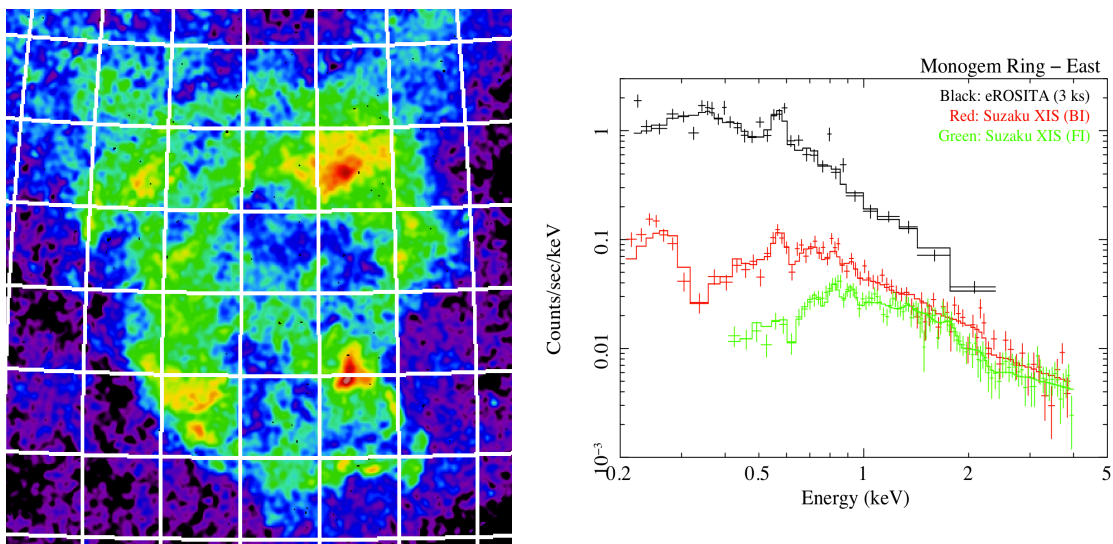 Monogem Ring − East
Black: eROSITA (3 ks)
Red: Suzaku XIS (BI)
Green: Suzaku XIS (FI)
Counts/sec/keV
1
0.1
0.01
10⁻³
0.2
0.5
1
2
5
Energy (keV)